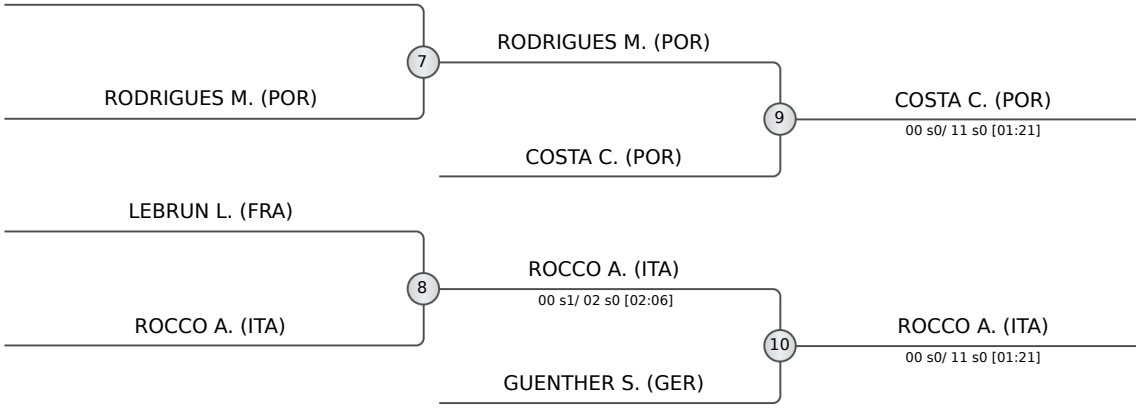 RODRIGUES M. (POR)
7
RODRIGUES M. (POR)
COSTA C. (POR)
9
COSTA C. (POR)
00 s0/ 11 s0 [01:21]
LEBRUN L. (FRA)
8
ROCCO A. (ITA)
ROCCO A. (ITA)
00 s1/ 02 s0 [02:06]
GUENTHER S. (GER)
10
ROCCO A. (ITA)
00 s0/ 11 s0 [01:21]